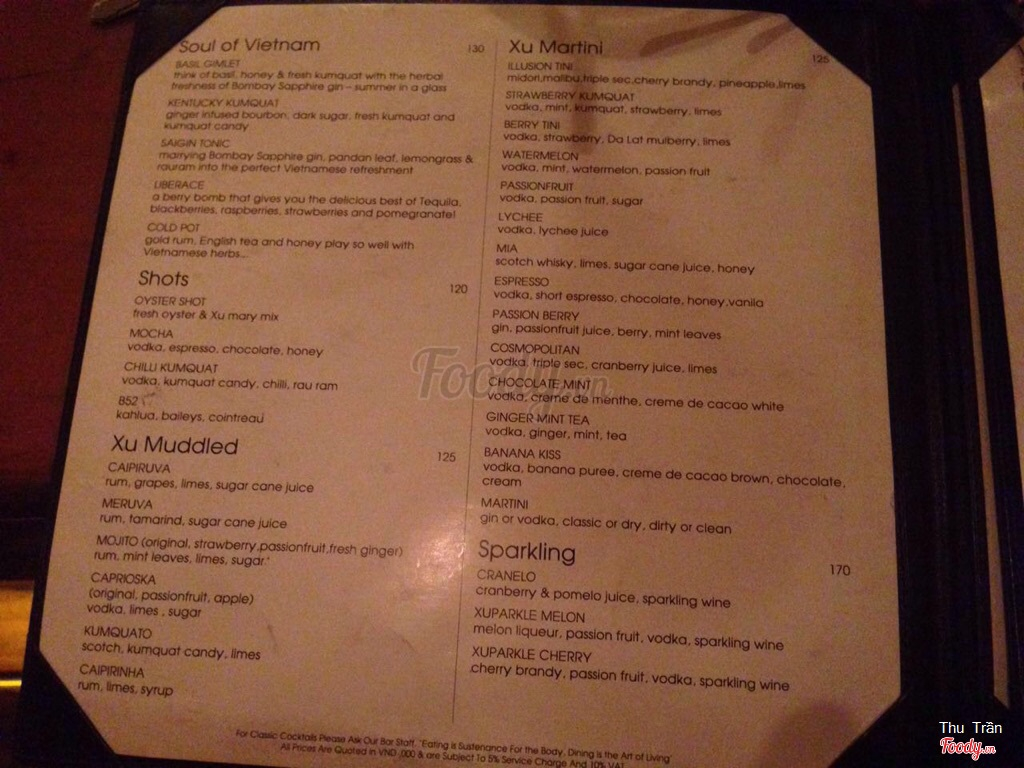 Soul of Vietnam 130
BASIL GIMLET
think of basil, honey & fresh kumquat with the herbal
freshness of Bombay Sapphire gin – summer in a glass
KENTUCKY KUMQUAT
ginger infused bourbon, dark sugar, fresh kumquat and
kumquat candy
SAIGIN TONIC
marrying Bombay Sapphire gin, pandan leaf, lemongrass &
rauram into the perfect Vietnamese refreshment
LIBERACE
a berry bomb that gives you the delicious best of Tequila,
blackberries, raspberries, strawberries and pomegranate!
COLD POT
gold rum, English tea and honey play so well with
Vietnamese herbs...
Shots 120
OYSTER SHOT
fresh oyster & Xu mary mix
MOCHA
vodka, espresso, chocolate, honey
CHILLI KUMQUAT
vodka, kumquat candy, chilli, rau ram
B52
kahlua, baileys, cointreau
Xu Muddled 125
CAIPIRUVA
rum, grapes, limes, sugar cane juice
MERUVA
rum, tamarind, sugar cane juice
MOJITO (original, strawberry,passionfruit,fresh ginger)
rum, mint leaves, limes, sugar
CAPRIOSKA
(original, passionfruit, apple)
vodka, limes , sugar
KUMQUATO
scotch, kumquat candy, limes
CAIPIRINHA
rum, limes, syrup
Xu Martini 125
ILLUSION TINI
midori,malibu,triple sec,cherry brandy, pineapple,limes
STRAWBERRY KUMQUAT
vodka, mint, kumquat, strawberry, limes
BERRY TINI
vodka, strawberry, Da Lat mulberry, limes
WATERMELON
vodka, mint, watermelon, passion fruit
PASSIONFRUIT
vodka, passion fruit, sugar
LYCHEE
vodka, lychee juice
MIA
scotch whisky, limes, sugar cane juice, honey
ESPRESSO
vodka, short espresso, chocolate, honey,vanila
PASSION BERRY
gin, passionfruit juice, berry, mint leaves
COSMOPOLITAN
vodka, triple sec, cranberry juice, limes
CHOCOLATE MINT
vodka, creme de menthe, creme de cacao white
GINGER MINT TEA
vodka, ginger, mint, tea
BANANA KISS
vodka, banana puree, creme de cacao brown, chocolate,
cream
MARTINI
gin or vodka, classic or dry, dirty or clean
Sparkling 170
CRANELO
cranberry & pomelo juice, sparkling wine
XUPARKLE MELON
melon liqueur, passion fruit, vodka, sparkling wine
XUPARKLE CHERRY
cherry brandy, passion fruit, vodka, sparkling wine
For Classic Cocktails Please Ask Our Bar Staff. "Eating is Sustenance For the Body, Dining is the Art of Living"
All Prices Are Quoted in VND ,000 & are Subject To 5% Service Charge And 10% VAT
Foody.vn
Thu Trần
Foody.vn